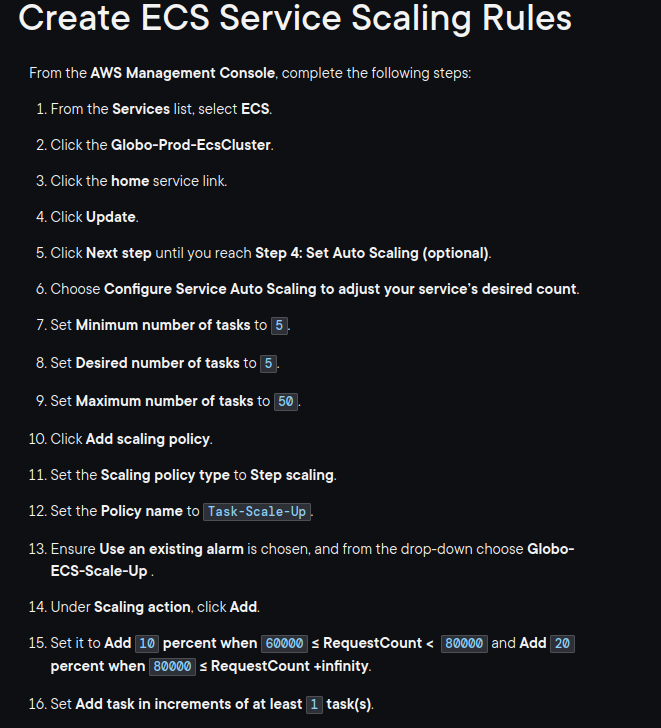 Create ECS Service Scaling Rules
From the AWS Management Console, complete the following steps:
1. From the Services list, select ECS.
2. Click the Globo-Prod-EcsCluster.
3. Click the home service link.
4. Click Update.
5. Click Next step until you reach Step 4: Set Auto Scaling (optional).
6. Choose Configure Service Auto Scaling to adjust your service’s desired count.
7. Set Minimum number of tasks to 5.
8. Set Desired number of tasks to 5.
9. Set Maximum number of tasks to 50.
10. Click Add scaling policy.
11. Set the Scaling policy type to Step scaling.
12. Set the Policy name to Task-Scale-Up.
13. Ensure Use an existing alarm is chosen, and from the drop-down choose Globo-
ECS-Scale-Up .
14. Under Scaling action, click Add.
15. Set it to Add 10 percent when 60000 ≤ RequestCount < 80000 and Add 20
percent when 80000 ≤ RequestCount +infinity.
16. Set Add task in increments of at least 1 task(s).